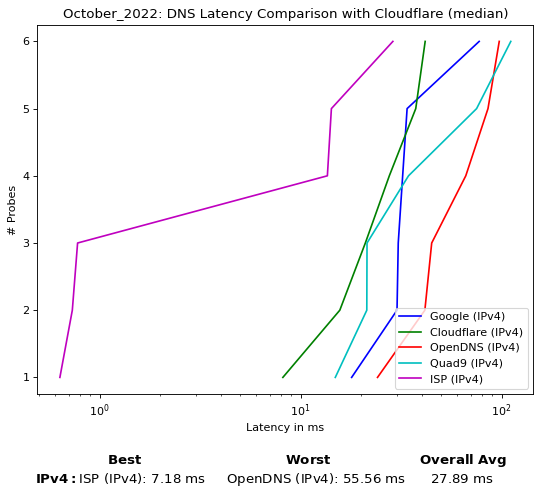 October_2022: DNS Latency Comparison with Cloudflare (median)
# Probes
6
5
4
3
2
1
Google (IPv4)
Cloudflare (IPv4)
OpenDNS (IPv4)
Quad9 (IPv4)
ISP (IPv4)
10⁰ 10¹ 10²
Latency in ms
Best Worst Overall Avg
IPv4: ISP (IPv4): 7.18 ms OpenDNS (IPv4): 55.56 ms 27.89 ms